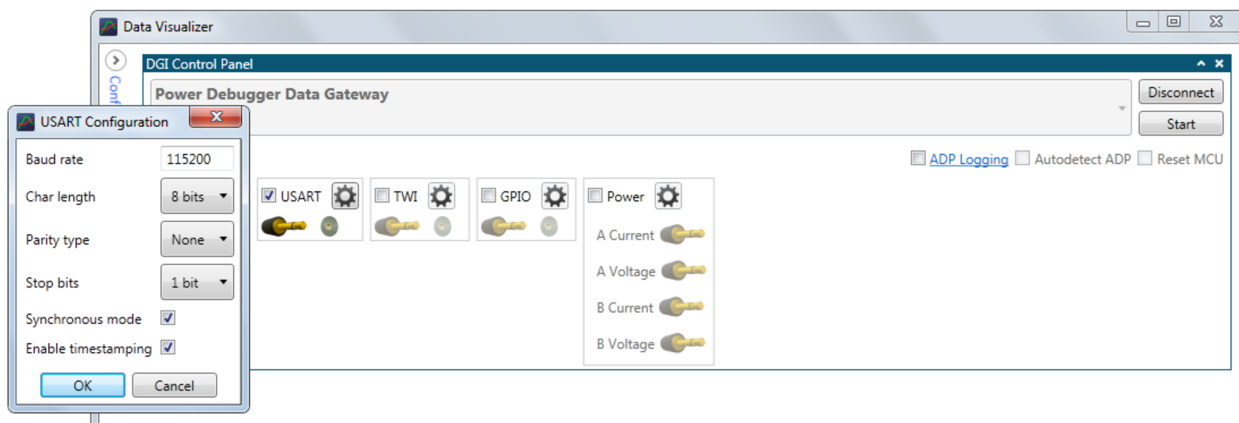 Data Visualizer
DGI Control Panel
Power Debugger Data Gateway
Disconnect
Start
ADP Logging Autodetect ADP Reset MCU
USART TWI GPIO Power
A Current
A Voltage
B Current
B Voltage
USART Configuration
Baud rate 115200
Char length 8 bits
Parity type None
Stop bits 1 bit
Synchronous mode
Enable timestamping
OK Cancel